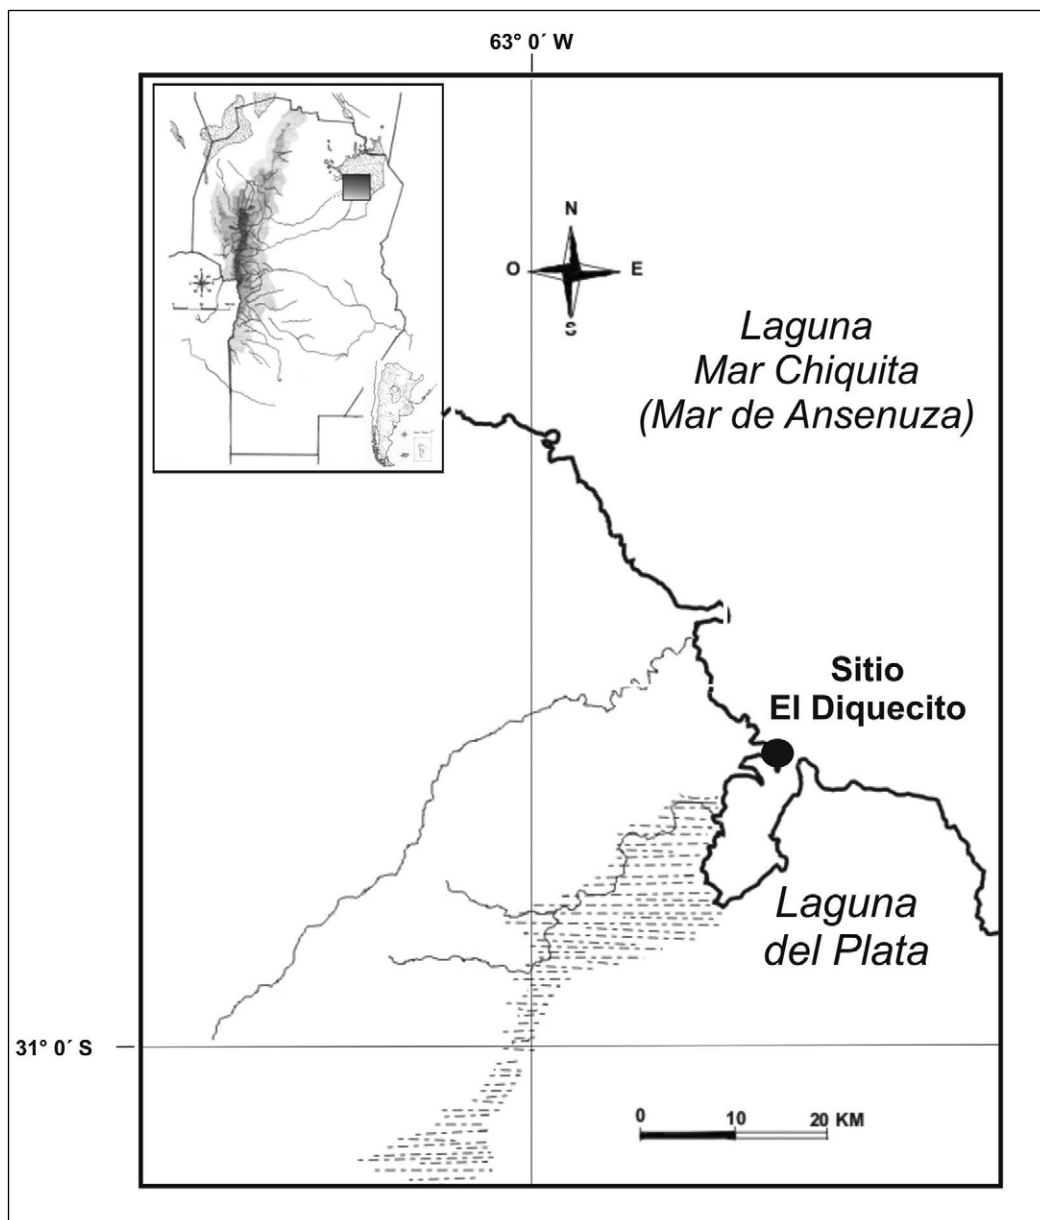 63° 0´ W
N
O E
S
Laguna
Mar Chiquita
(Mar de Ansenuza)
Sitio
El Diquecito
Laguna
del Plata
31° 0´ S
0 10 20 KM